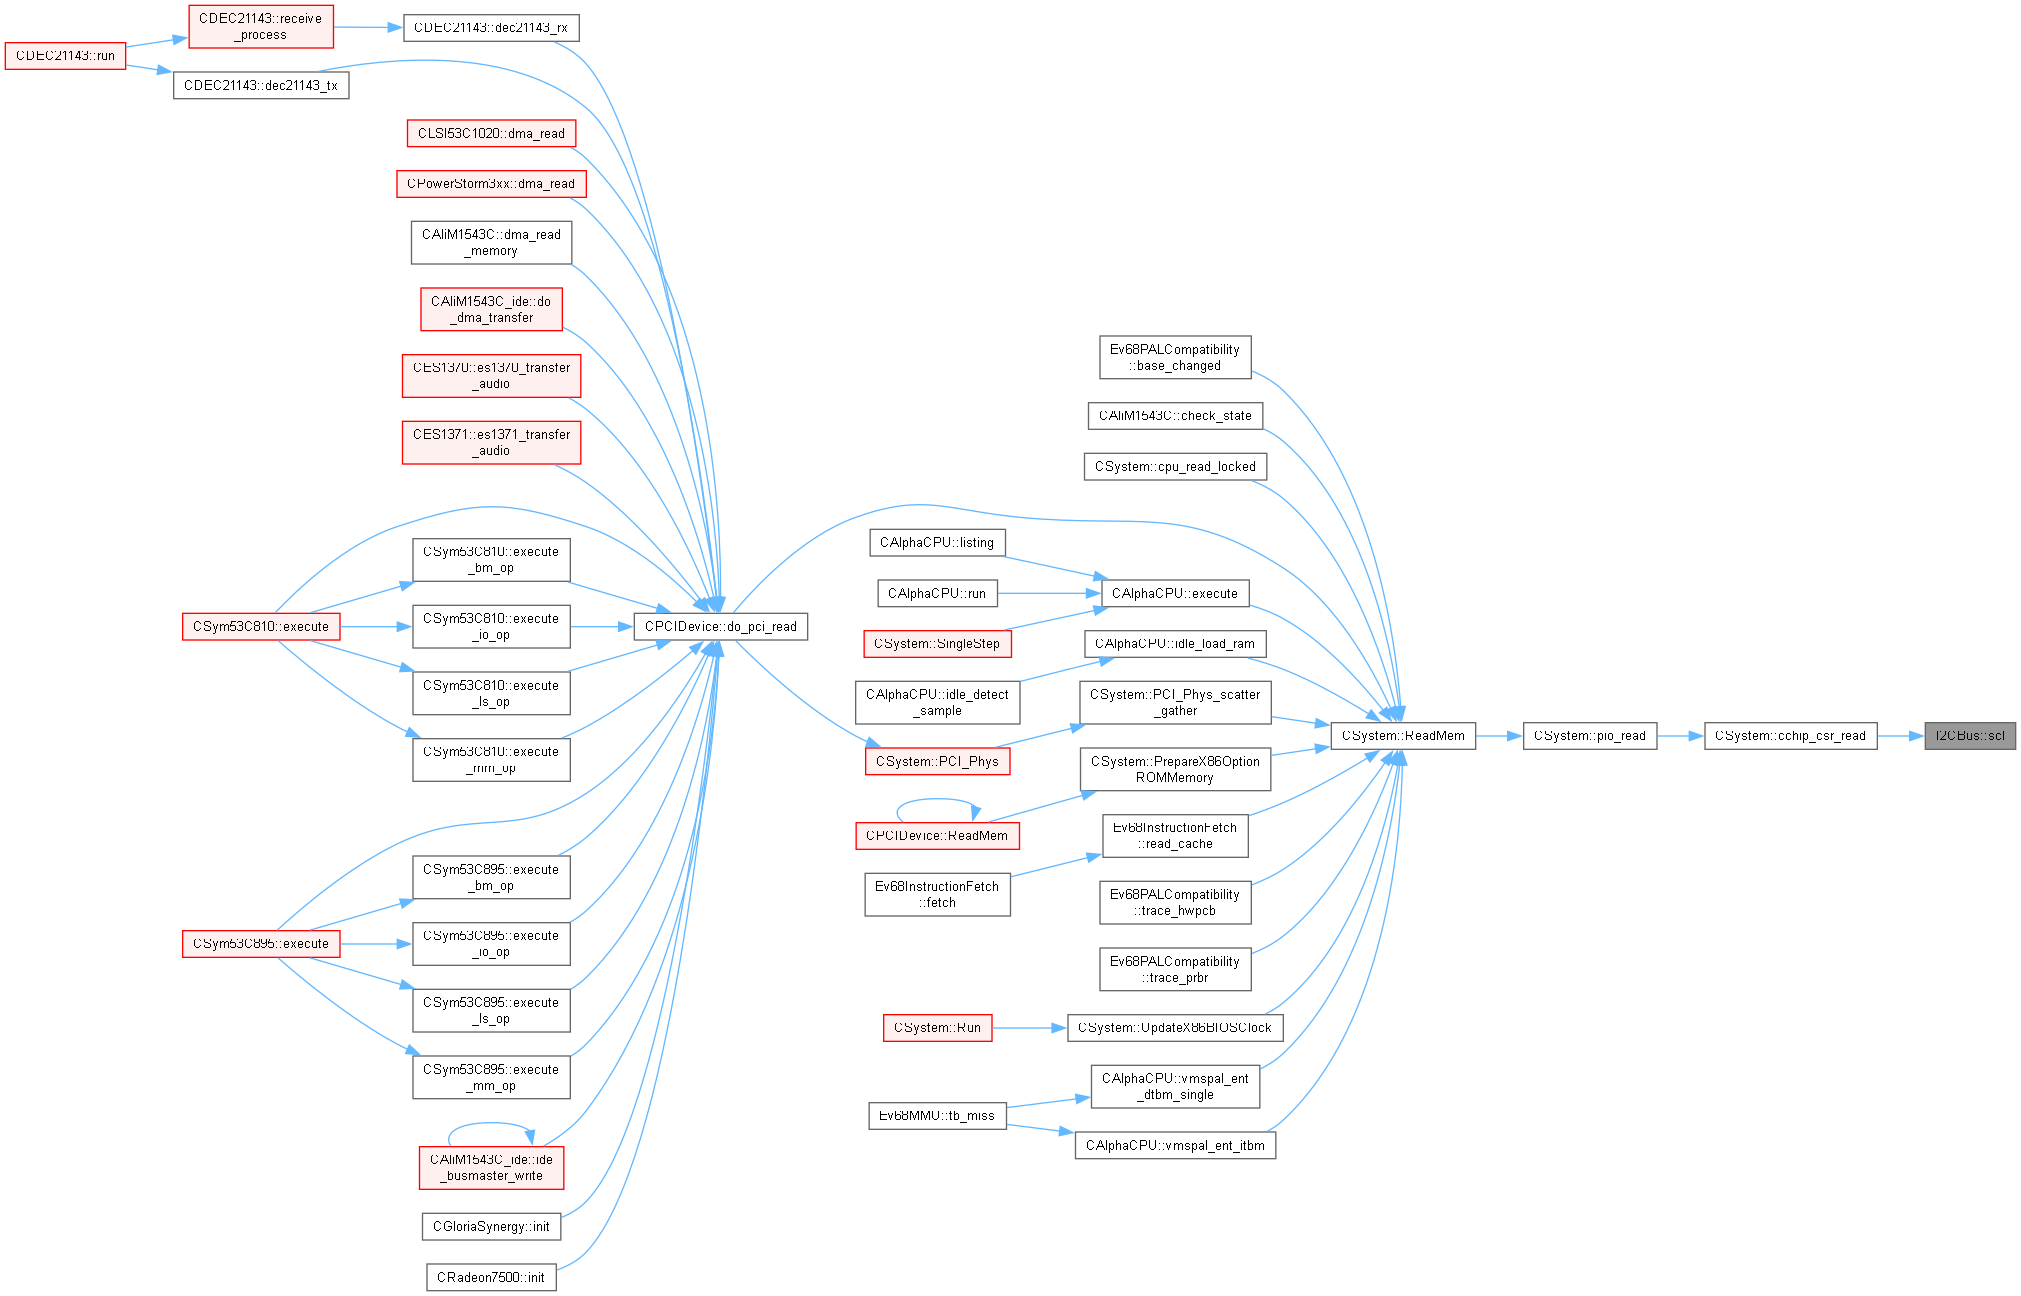 CDEC21143::receive
_process
CDEC21143::dec21143_rx
CDEC21143::run
CDEC21143::dec21143_tx
CLSI53C1020::dma_read
CPowerStorm3xx::dma_read
CAliM1543C::dma_read
_memory
CAliM1543C_ide::do
_dma_transfer
CES1370::es1370_transfer
_audio
CES1371::es1371_transfer
_audio
CSym53C810::execute
_bm_op
CSym53C810::execute
CSym53C810::execute
_io_op
CSym53C810::execute
_ls_op
CSym53C810::execute
_mm_op
CSym53C895::execute
_bm_op
CSym53C895::execute
CSym53C895::execute
_io_op
CSym53C895::execute
_ls_op
CSym53C895::execute
_mm_op
CAliM1543C_ide::ide
_busmaster_write
CGloriaSynergy::init
CRadeon7500::init
CPCIDevice::do_pci_read
CAlphaCPU::listing
CAlphaCPU::run
CSystem::SingleStep
CAlphaCPU::idle_detect
_sample
CSystem::PCI_Phys
CPCIDevice::ReadMem
Ev68InstructionFetch
::fetch
CSystem::Run
Ev68MMU::tb_miss
Ev68PALCompatibility
::base_changed
CAliM1543C::check_state
CSystem::cpu_read_locked
CAlphaCPU::execute
CAlphaCPU::idle_load_ram
CSystem::PCI_Phys_scatter
_gather
CSystem::PrepareX86Option
ROMMemory
Ev68InstructionFetch
::read_cache
Ev68PALCompatibility
::trace_hwpcb
Ev68PALCompatibility
::trace_prbr
CSystem::UpdateX86BIOSClock
CAlphaCPU::vmspal_ent
_dtbm_single
CAlphaCPU::vmspal_ent_itbm
CSystem::ReadMem
CSystem::pio_read
CSystem::cchip_csr_read
I2CBus::scl